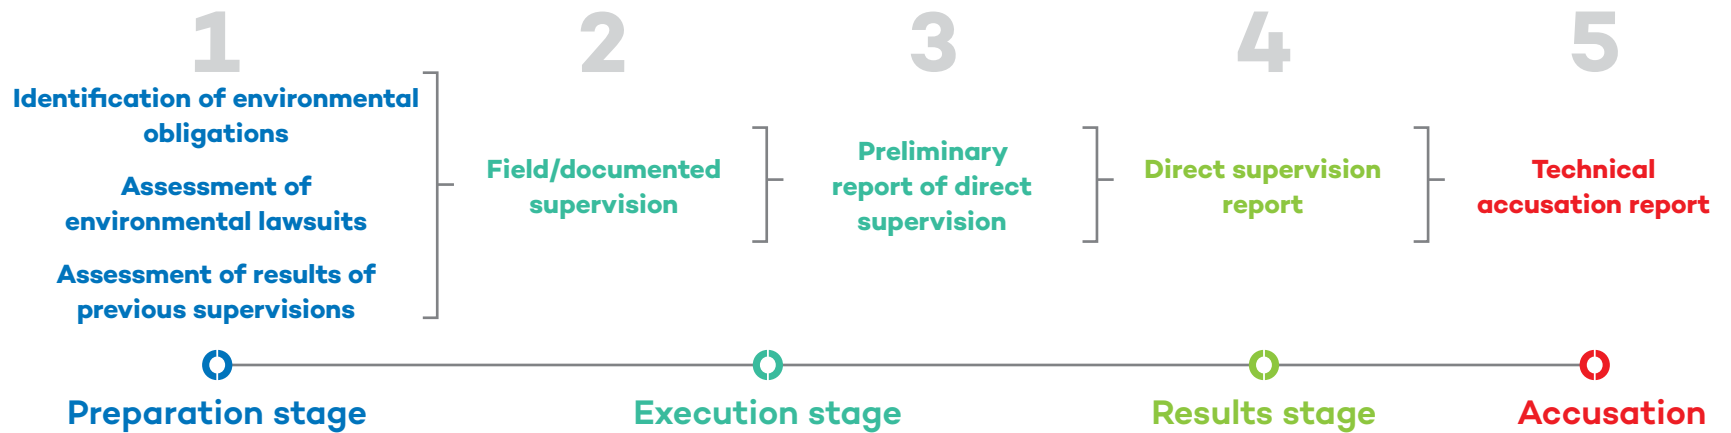 1
Identification of environmental
obligations
Assessment of
environmental lawsuits
Assessment of results of
previous supervisions
2
Field/documented
supervision
3
Preliminary
report of direct
supervision
4
Direct supervision
report
5
Technical
accusation report
Preparation stage
Execution stage
Results stage
Accusation